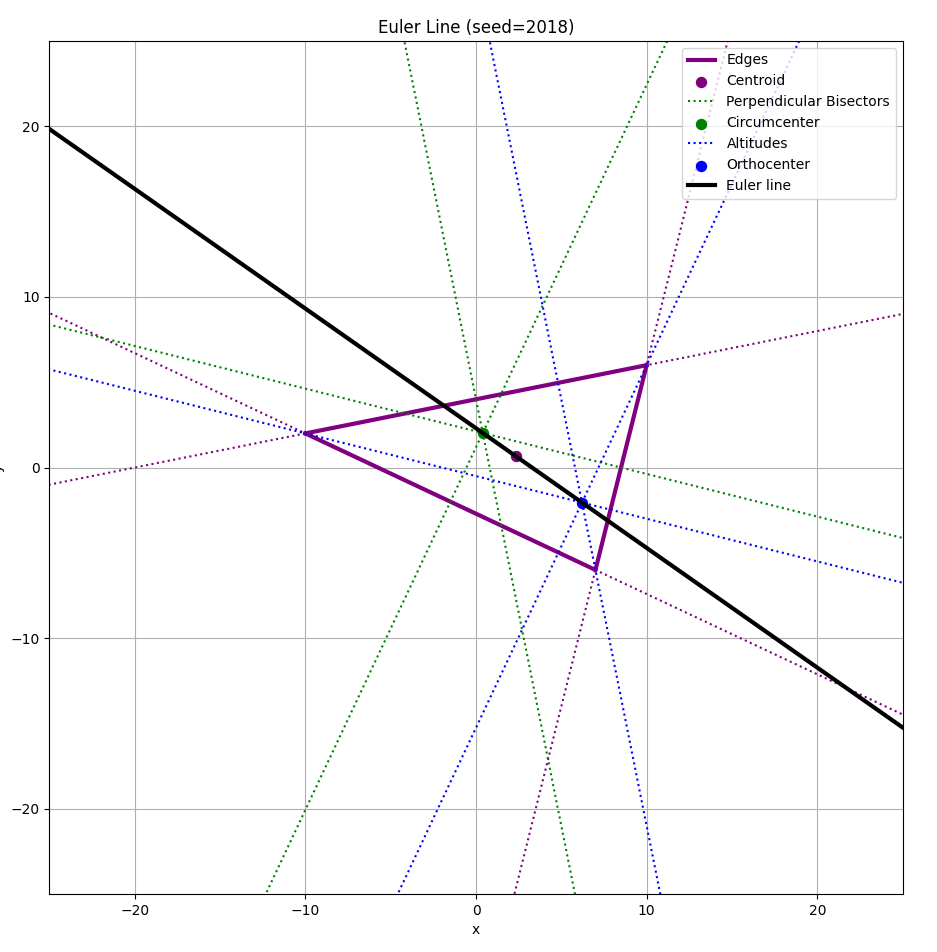 Euler Line (seed=2018)
Edges
Centroid
Perpendicular Bisectors
Circumcenter
Altitudes
Orthocenter
Euler line
20
10
0
−10
−20
−20
−10
0
10
20
x